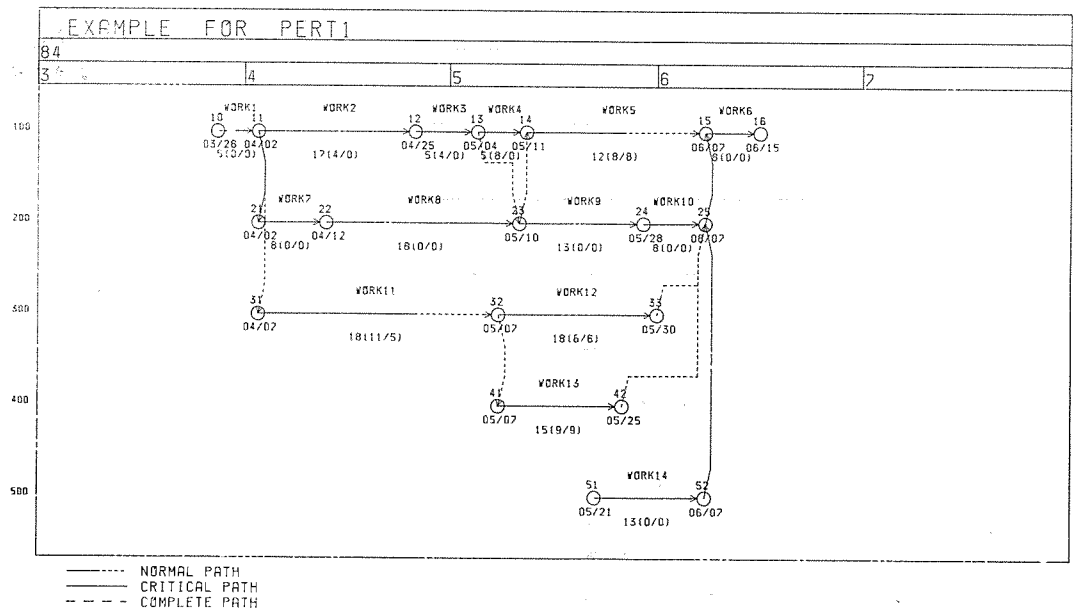 EXAMPLE FOR PERT1
84
3 4 5 6 7
WORK1 WORK2 WORK3 WORK4 WORK5 WORK6
100 10 11 12 13 14 15 16
03/26 04/02 04/25 05/04 05/11 06/07 06/15
5(0/0) 17(4/0) 5(4/0) 5(8/0) 12(8/8) 6(0/0)
WORK7 WORK8 WORK9 WORK10
200 21 22 23 24 25
04/02 04/12 05/10 05/28 06/07
8(0/0) 16(0/0) 13(0/0) 8(0/0)
WORK11 WORK12
300 31 32 33
04/02 05/07 05/30
18(11/5) 18(6/6)
WORK13
400 41 42
05/07 05/25
15(9/9)
WORK14
500 51 52
05/21 06/07
13(0/0)
NORMAL PATH
CRITICAL PATH
COMPLETE PATH